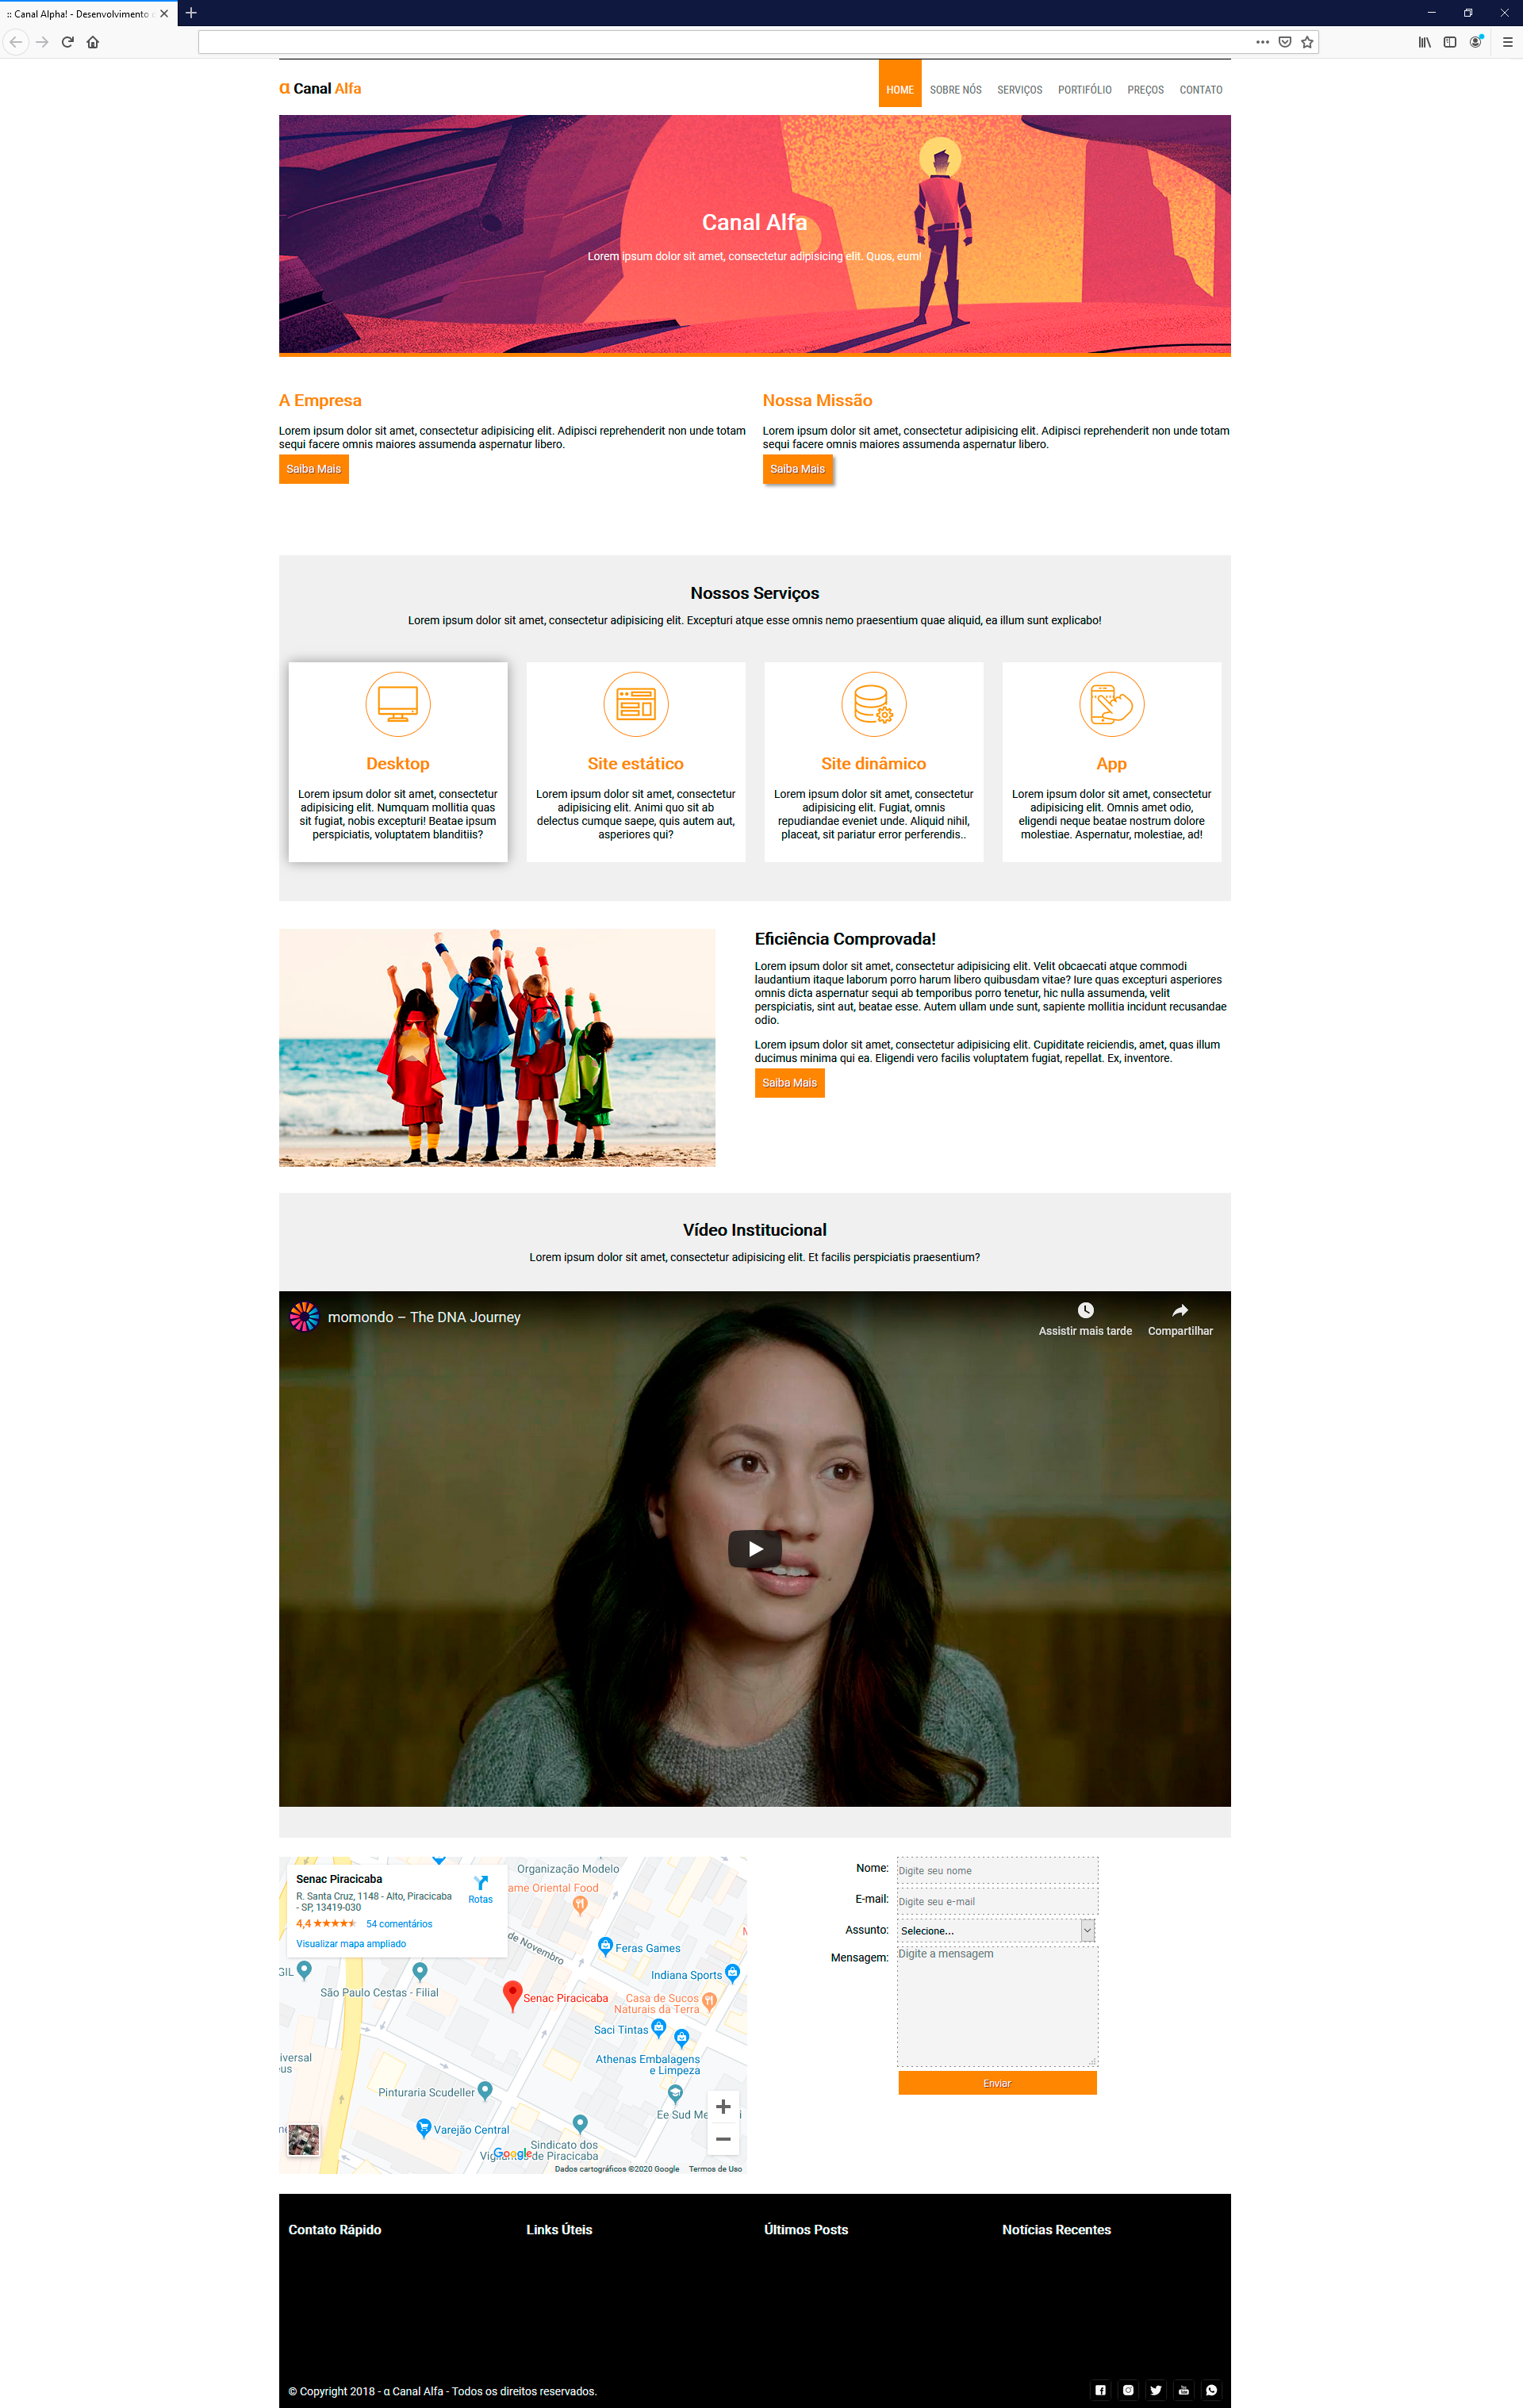 :: Canal Alpha! - Desenvolvimento
α Canal Alfa
HOME SOBRE NÓS SERVIÇOS PORTIFÓLIO PREÇOS CONTATO
Canal Alfa
Lorem ipsum dolor sit amet, consectetur adipisicing elit. Quos, eum!
A Empresa
Lorem ipsum dolor sit amet, consectetur adipisicing elit. Adipisci reprehenderit non unde totam
sequi facere omnis maiores assumenda aspernatur libero.
Saiba Mais
Nossa Missão
Lorem ipsum dolor sit amet, consectetur adipisicing elit. Adipisci reprehenderit non unde totam
sequi facere omnis maiores assumenda aspernatur libero.
Saiba Mais
Nossos Serviços
Lorem ipsum dolor sit amet, consectetur adipisicing elit. Excepturi atque esse omnis nemo praesentium quae aliquid, ea illum sunt explicabo!
Desktop
Lorem ipsum dolor sit amet, consectetur
adipisicing elit. Numquam mollitia quas
sit fugiat, nobis excepturi! Beatae ipsum
perspiciatis, voluptatem blanditiis?
Site estático
Lorem ipsum dolor sit amet, consectetur
adipisicing elit. Animi quo sit ab
delectus cumque saepe, quis autem aut,
asperiores qui?
Site dinâmico
Lorem ipsum dolor sit amet, consectetur
adipisicing elit. Fugiat, omnis
repudiandae eveniet unde. Aliquid nihil,
placeat, sit pariatur error perferendis..
App
Lorem ipsum dolor sit amet, consectetur
adipisicing elit. Omnis amet odio,
eligendi neque beatae nostrum dolore
molestiae. Aspernatur, molestiae, ad!
Eficiência Comprovada!
Lorem ipsum dolor sit amet, consectetur adipisicing elit. Velit obcaecati atque commodi
laudantium itaque laborum porro harum libero quibusdam vitae? Iure quas excepturi asperiores
omnis dicta aspernatur sequi ab temporibus porro tenetur, hic nulla assumenda, velit
perspiciatis, sint aut, beatae esse. Autem ullam unde sunt, sapiente mollitia incidunt recusandae
odio.
Lorem ipsum dolor sit amet, consectetur adipisicing elit. Cupiditate reiciendis, amet, quas illum
ducimus minima qui ea. Eligendi vero facilis voluptatem fugiat, repellat. Ex, inventore.
Saiba Mais
Vídeo Institucional
Lorem ipsum dolor sit amet, consectetur adipisicing elit. Et facilis perspiciatis praesentium?
momondo – The DNA Journey
Assistir mais tarde
Compartilhar
Senac Piracicaba
R. Santa Cruz, 1148 - Alto, Piracicaba
- SP, 13419-030
Rotas
4,4 54 comentários
Visualizar mapa ampliado
Organização Modelo
ame Oriental Food
de Novembro
Feras Games
GIL
Indiana Sports
São Paulo Cestas - Filial
Senac Piracicaba
Casa de Sucos
Naturais da Terra
Saci Tintas
Athenas Embalagens
e Limpeza
iversal
eus
Pinturaria Scudeller
Ee Sud Me
Varejão Central
Sindicato dos
Vigilantes de Piracicaba
Google
Dados cartográficos ©2020 Google Termos de Uso
Nome: Digite seu nome
E-mail: Digite seu e-mail
Assunto: Selecione...
Mensagem: Digite a mensagem
Enviar
Contato Rápido
Links Úteis
Últimos Posts
Notícias Recentes
© Copyright 2018 - α Canal Alfa - Todos os direitos reservados.